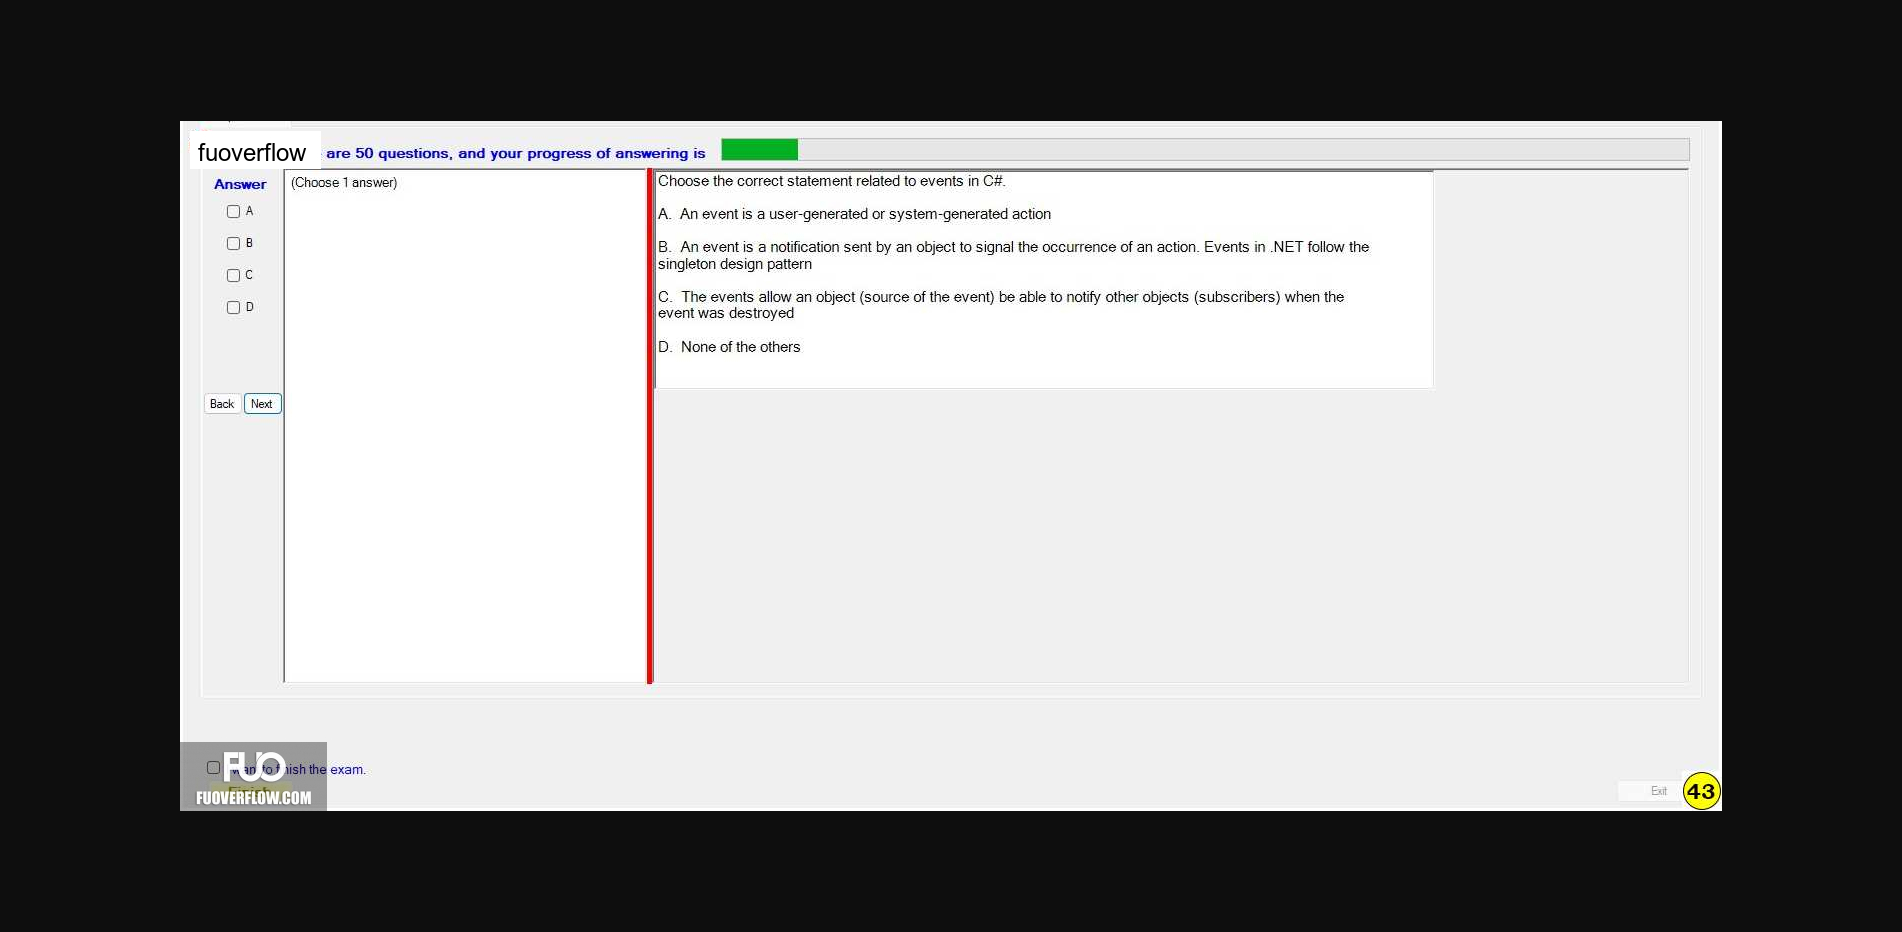 fuoverflow are 50 questions, and your progress of answering is
Answer
(Choose 1 answer)
A
B
C
D
Back Next
Choose the correct statement related to events in C#.
A. An event is a user-generated or system-generated action
B. An event is a notification sent by an object to signal the occurrence of an action. Events in .NET follow the
singleton design pattern
C. The events allow an object (source of the event) be able to notify other objects (subscribers) when the
event was destroyed
D. None of the others
FUO
to finish the exam.
Finish
FUOVERFLOW.COM
Exit
43